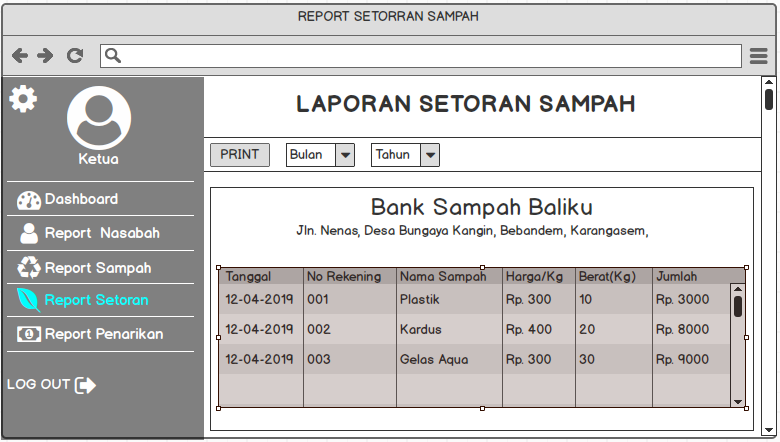 REPORT SETORRAN SAMPAH
Ketua
Dashboard
Report Nasabah
Report Sampah
Report Setoran
Report Penarikan
LOG OUT
LAPORAN SETORAN SAMPAH
PRINT Bulan Tahun
Bank Sampah Baliku
Jln. Nenas, Desa Bungaya Kangin, Bebandem, Karangasem,
Tanggal No Rekening Nama Sampah Harga/Kg Berat(Kg) Jumlah
12-04-2019 001 Plastik Rp. 300 10 Rp. 3000
12-04-2019 002 Kardus Rp. 400 20 Rp. 8000
12-04-2019 003 Gelas Aqua Rp. 300 30 Rp. 9000